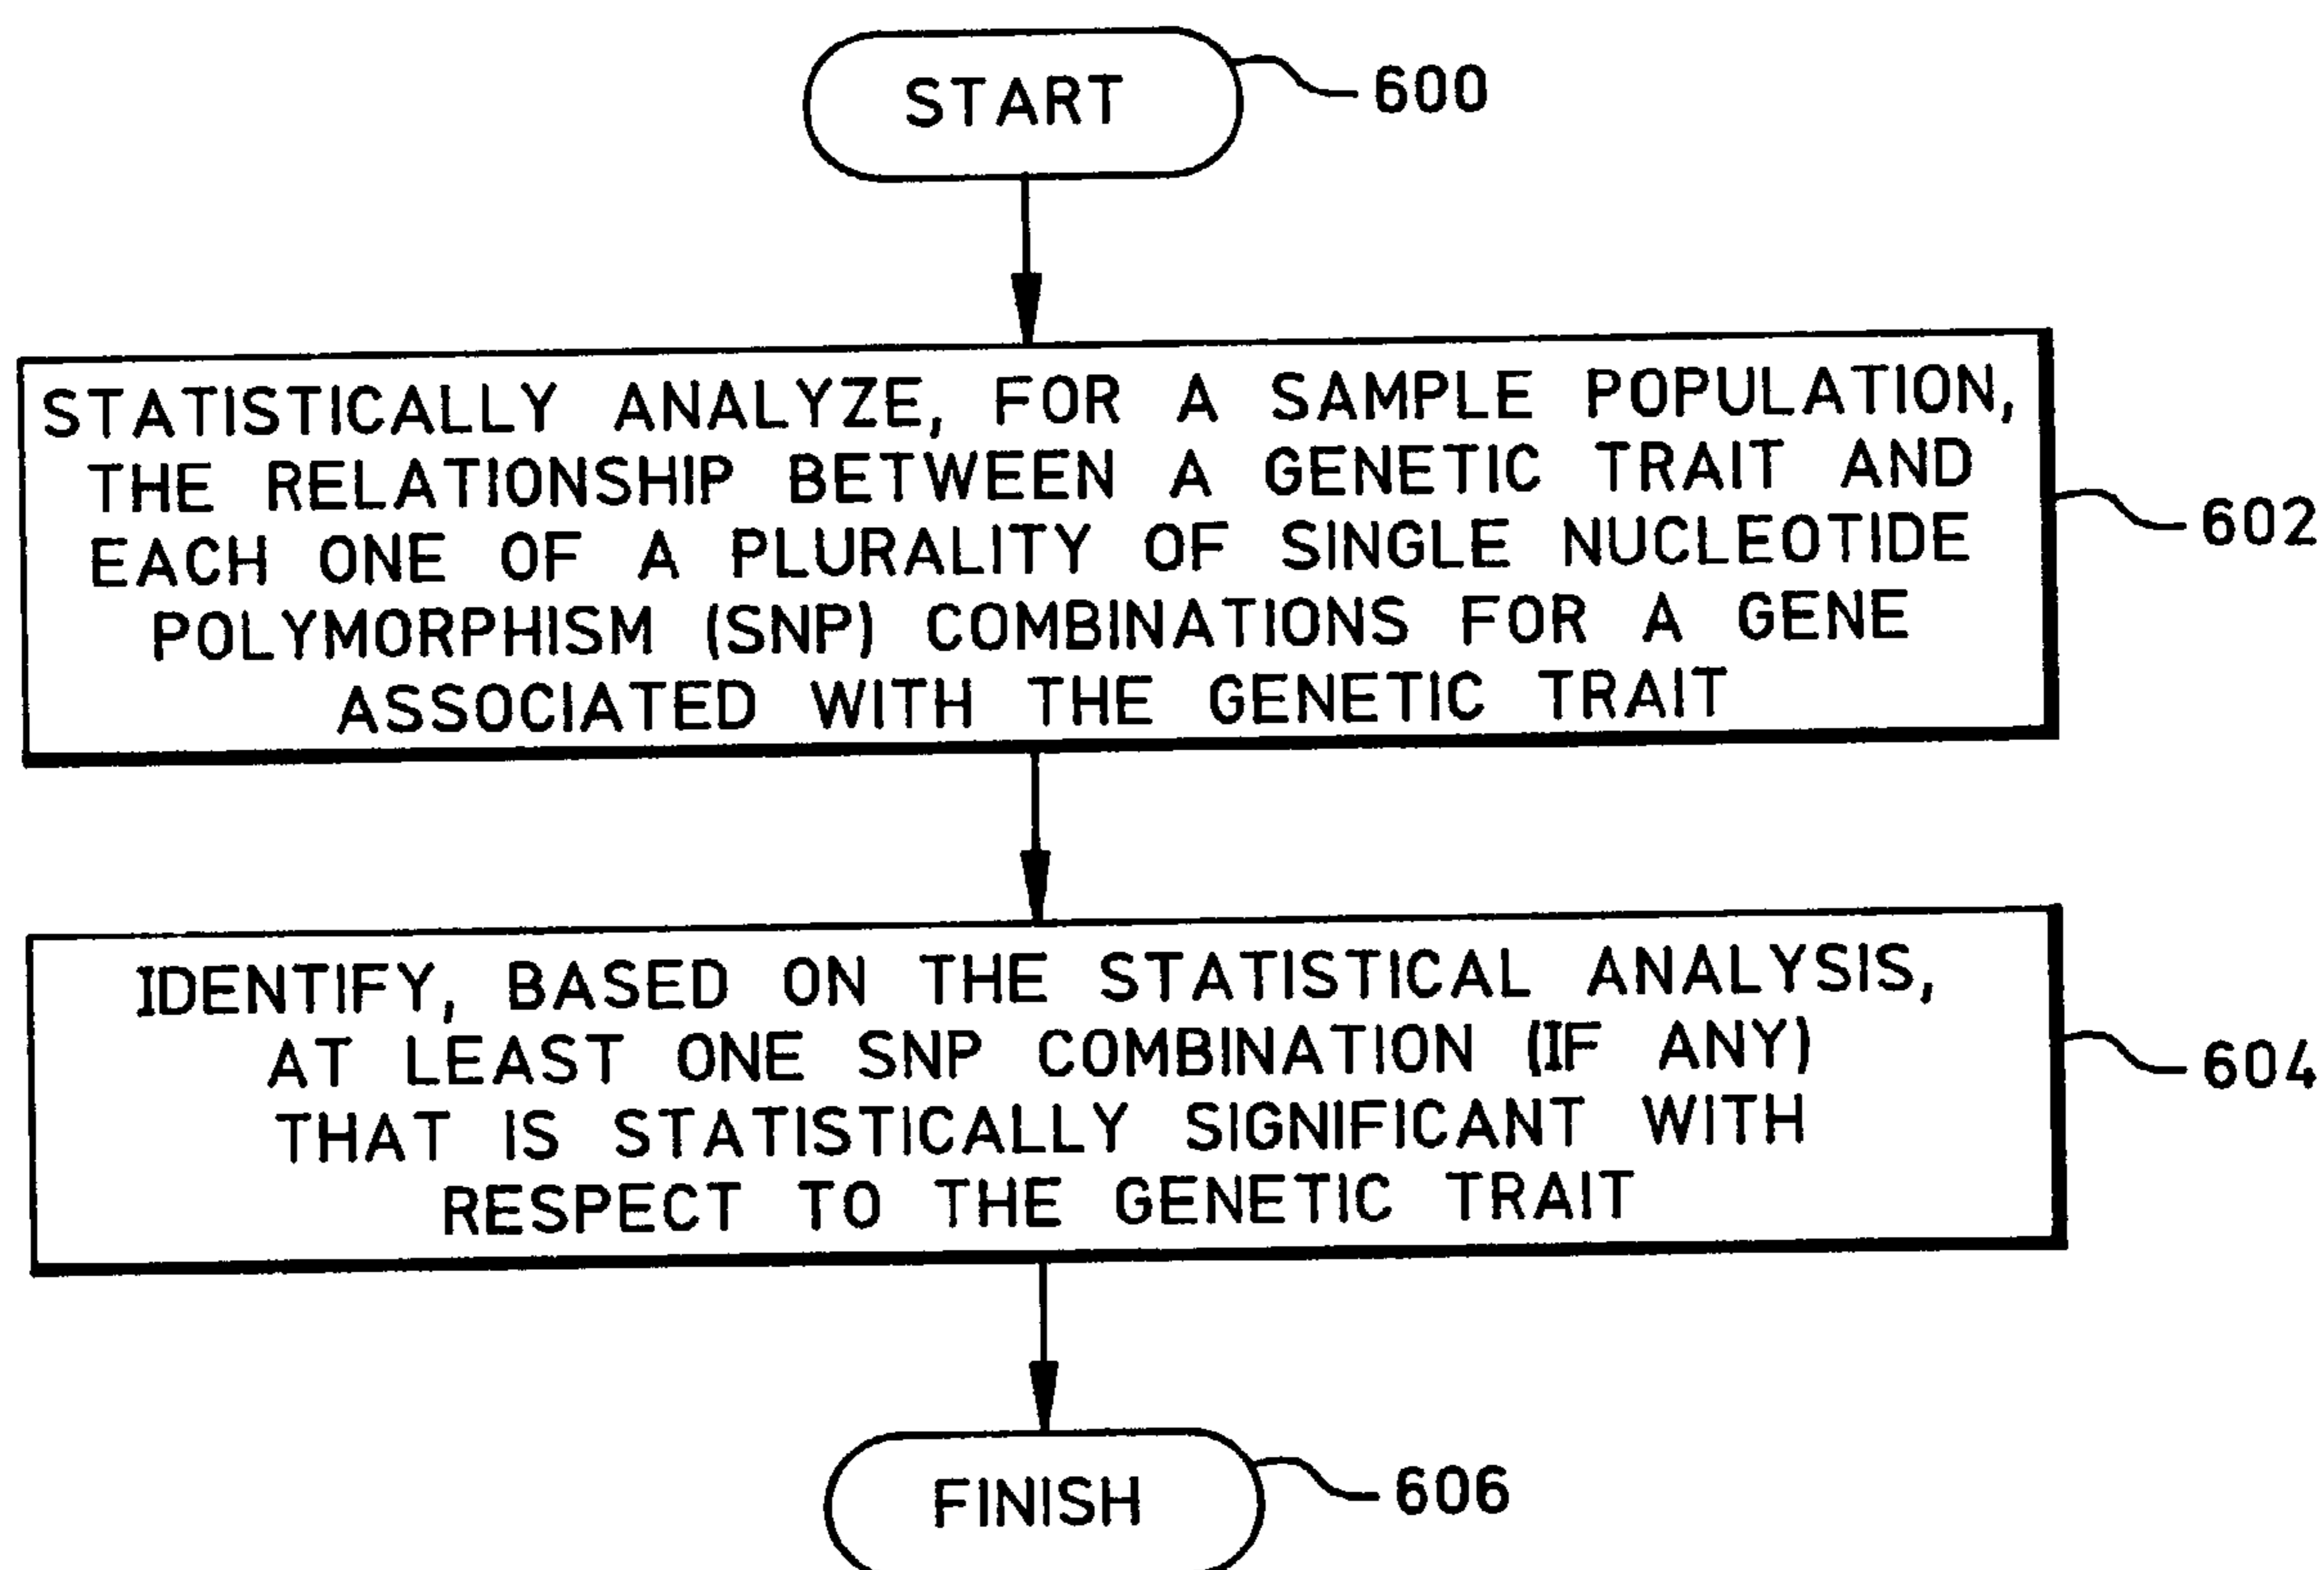 START
600
STATISTICALLY ANALYZE, FOR A SAMPLE POPULATION,
THE RELATIONSHIP BETWEEN A GENETIC TRAIT AND
EACH ONE OF A PLURALITY OF SINGLE NUCLEOTIDE
POLYMORPHISM (SNP) COMBINATIONS FOR A GENE
ASSOCIATED WITH THE GENETIC TRAIT
602
IDENTIFY, BASED ON THE STATISTICAL ANALYSIS,
AT LEAST ONE SNP COMBINATION (IF ANY)
THAT IS STATISTICALLY SIGNIFICANT WITH
RESPECT TO THE GENETIC TRAIT
604
FINISH
606